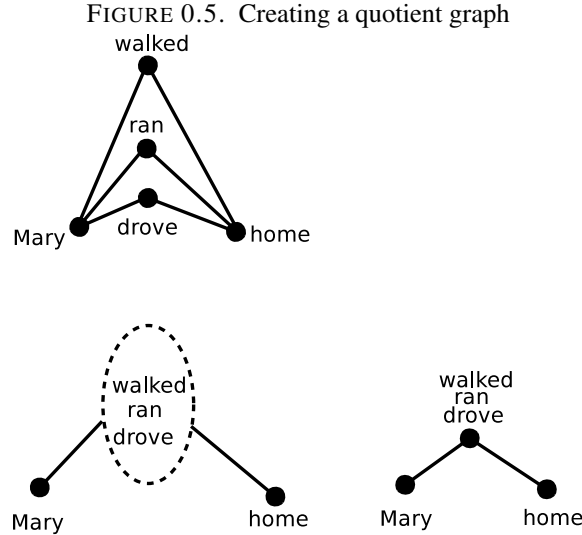 FIGURE 0.5. Creating a quotient graph
walked
ran
drove
Mary
home
walked
ran
drove
Mary
home
walked
ran
drove
Mary
home